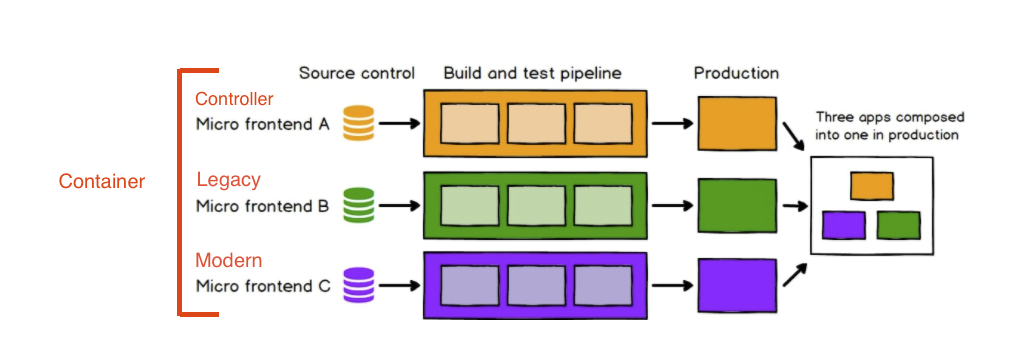 Source control
Build and test pipeline
Production
Controller
Micro frontend A
Three apps composed
into one in production
Container
Legacy
Micro frontend B
Modern
Micro frontend C